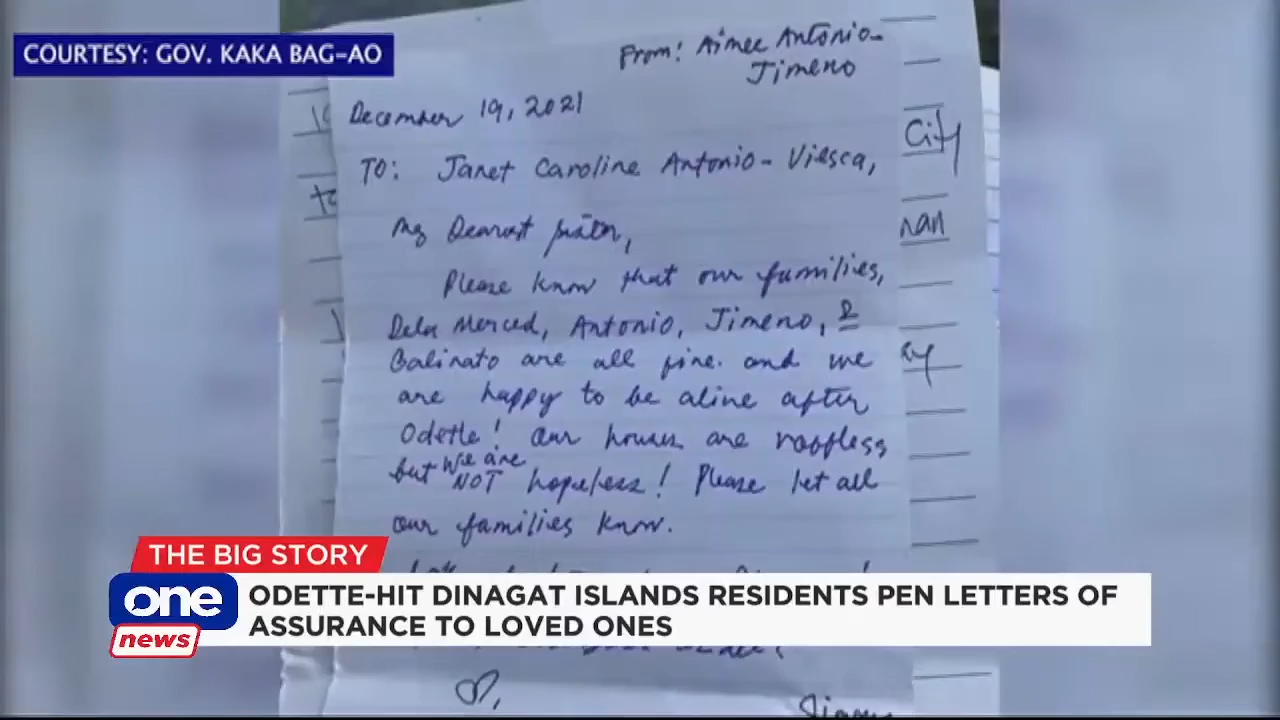 COURTESY: GOV. KAKA BAG-AO
From: Aimee Antonio-
Jimeno
December 19, 2021
City
TO: Janet Caroline Antonio-Viesca,
nan
My Dearest sister,
Please know that our families,
Dela Merced, Antonio, Jimeno, &
Galinato are all fine. and we
are happy to be alive after
Odette! Our houses are roofless
but we are NOT hopeless! Please let all
our families know.
THE BIG STORY
one
news
ODETTE-HIT DINAGAT ISLANDS RESIDENTS PEN LETTERS OF
ASSURANCE TO LOVED ONES